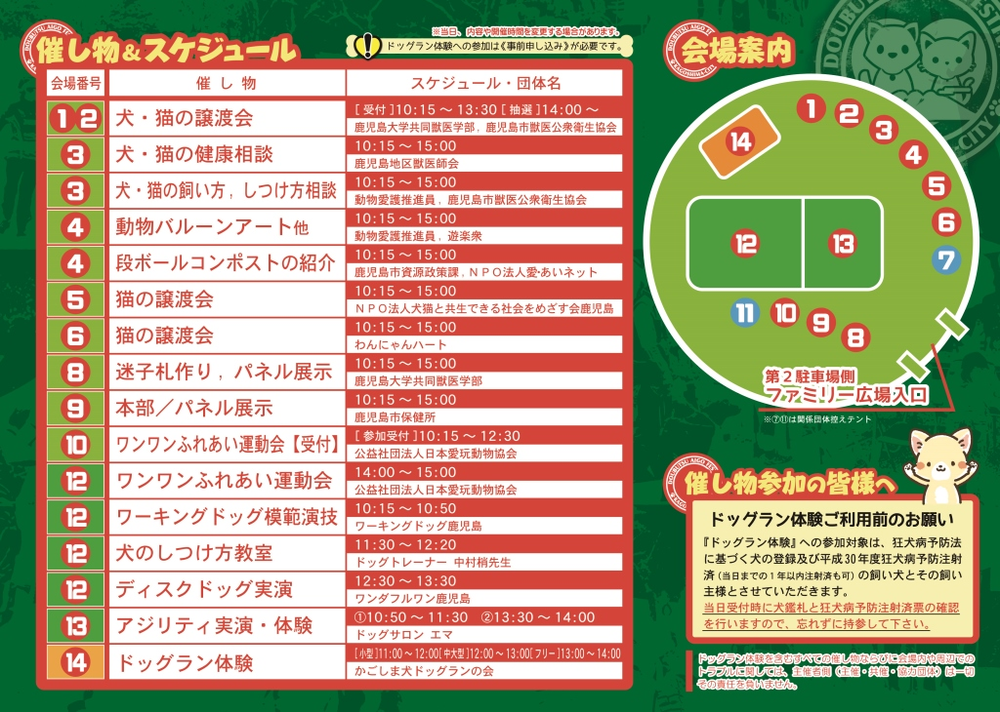 催し物&スケジュール
※当日、内容や開催時間を変更する場合があります。
ドッグラン体験への参加は《事前申し込み》が必要です。
会場番号 催し物 スケジュール・団体名
1 2 犬・猫の譲渡会 [受付]10:15～13:30[抽選]14:00～
鹿児島大学共同獣医学部，鹿児島市獣医公衆衛生協会
3 犬・猫の健康相談 10:15～15:00
鹿児島地区獣医師会
3 犬・猫の飼い方，しつけ方相談 10:15～15:00
動物愛護推進員，鹿児島市獣医公衆衛生協会
4 動物バルーンアート他 10:15～15:00
動物愛護推進員，遊楽衆
4 段ボールコンポストの紹介 10:15～15:00
鹿児島市資源政策課，ＮＰＯ法人愛・あいネット
5 猫の譲渡会 10:15～15:00
ＮＰＯ法人犬猫と共生できる社会をめざす会鹿児島
6 猫の譲渡会 10:15～15:00
わんにゃんハート
8 迷子札作り，パネル展示 10:15～15:00
鹿児島大学共同獣医学部
9 本部／パネル展示 10:15～15:00
鹿児島市保健所
10 ワンワンふれあい運動会【受付】 [参加受付]10:15～12:30
公益社団法人日本愛玩動物協会
12 ワンワンふれあい運動会 14:00～15:00
公益社団法人日本愛玩動物協会
12 ワーキングドッグ模範演技 10:15～10:50
ワーキングドッグ鹿児島
12 犬のしつけ方教室 11:30～12:20
ドッグトレーナー 中村梢先生
12 ディスクドッグ実演 12:30～13:30
ワンダフルワン鹿児島
13 アジリティ実演・体験 ①10:50～11:30 ②13:30～14:00
ドッグサロン エマ
14 ドッグラン体験 [小型]11:00～12:00[中大型]12:00～13:00[フリー]13:00～14:00
かごしま犬ドッグランの会
会場案内
1
2
3
4
5
6
7
14
12
13
11
10
9
8
第２駐車場側
ファミリー広場入口
※⑦⑪は関係団体控えテント
催し物参加の皆様へ
ドッグラン体験ご利用前のお願い
『ドッグラン体験』への参加対象は、狂犬病予防法
に基づく犬の登録及び平成30年度狂犬病予防注射
済（当日までの１年以内注射済も可）の飼い犬とその飼い
主様とさせていただきます。
当日受付時に犬鑑札と狂犬病予防注射済票の確認
を行いますので、忘れずに持参して下さい。
ドッグラン体験を含むすべての催し物ならびに会場内や周辺での
トラブルに関しては、主催者側（主催・共催・協力団体）は一切
その責任を負いません。